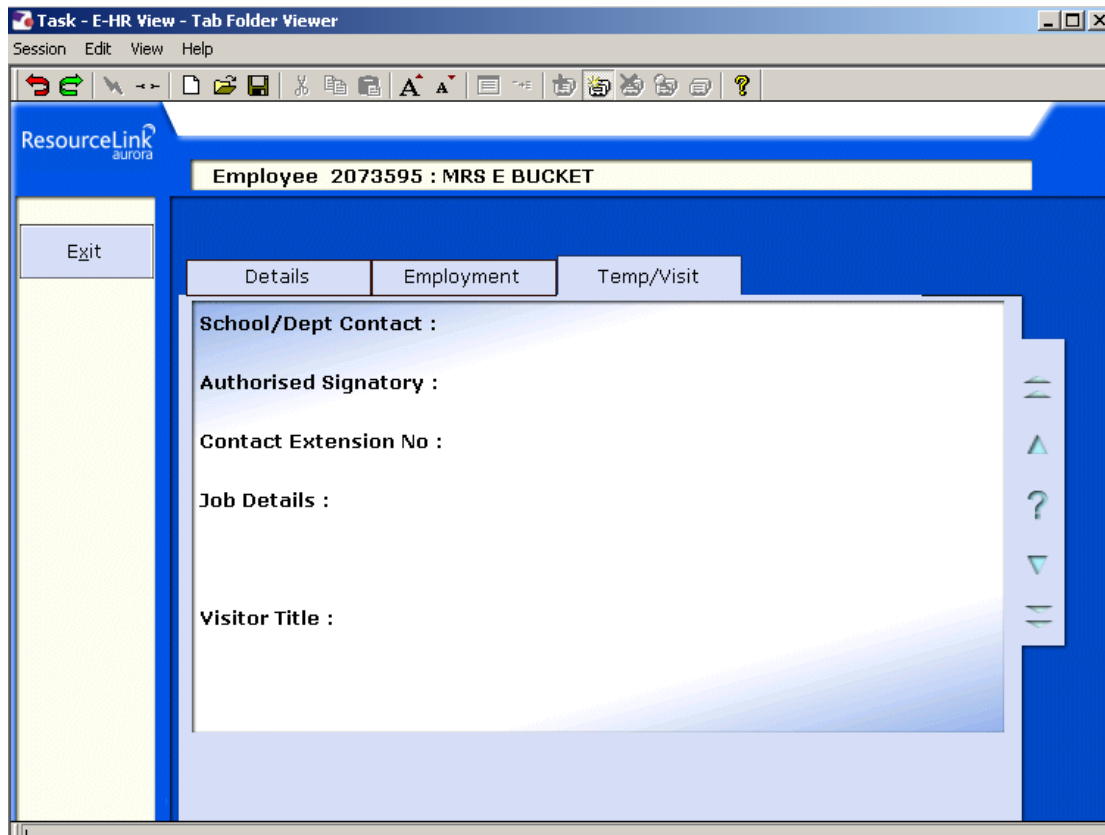 Task - E-HR View - Tab Folder Viewer
Session Edit View Help
ResourceLink
aurora
Employee 2073595 : MRS E BUCKET
Exit
Details Employment Temp/Visit
School/Dept Contact :
Authorised Signatory :
Contact Extension No :
Job Details :
Visitor Title :